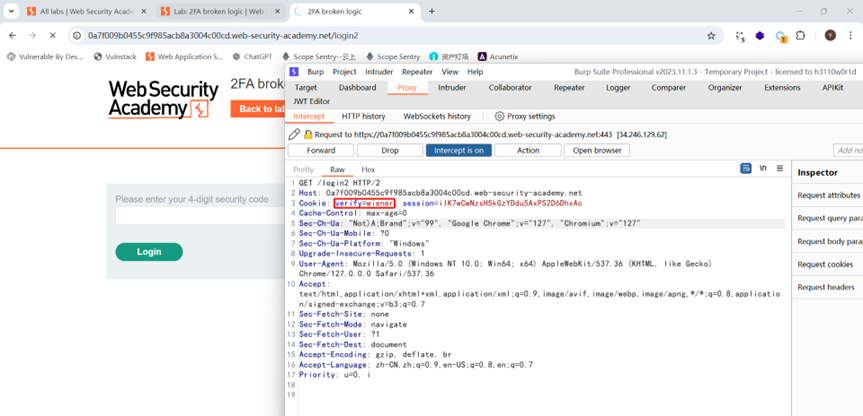 All labs | Web Security Acade
Lab: 2FA broken logic | Web S
2FA broken logic
0a7f009b0455c9f985acb8a3004c00cd.web-security-academy.net/login2
Vulnerable By Des...
Vulnstack
Web Application S...
ChatGPT
Scope Sentry--云上
Scope Sentry
资产灯塔
Acunetix
Web Security
Academy
2FA broke
Back to lab
Please enter your 4-digit security code
Login
Burp Project Intruder Repeater View Help
Burp Suite Professional v2023.11.1.3 - Temporary Project - licensed to h3110w0r1d
Target Dashboard Proxy Intruder Collaborator Repeater Logger Comparer Organizer Extensions APIKit
JWT Editor
Intercept HTTP history WebSockets history Proxy settings
Request to https://0a7f009b0455c9f985acb8a3004c00cd.web-security-academy.net:443 [34.246.129.62]
Forward Drop Intercept is on Action Open browser
Add no
Pretty Raw Hex
\n
Inspector
Request attributes
Request query para
Request body para
Request cookies
Request headers
1 GET /login2 HTTP/2
2 Host: 0a7f009b0455c9f985acb8a3004c00cd.web-security-academy.net
3 Cookie: verify=wiener; session=ilK7wCwNzsH5kGzYDdu5AxPS2D6DhxAc
4 Cache-Control: max-age=0
5 Sec-Ch-Ua: "Not)A;Brand";v="99", "Google Chrome";v="127", "Chromium";v="127"
6 Sec-Ch-Ua-Mobile: ?0
7 Sec-Ch-Ua-Platform: "Windows"
8 Upgrade-Insecure-Requests: 1
9 User-Agent: Mozilla/5.0 (Windows NT 10.0; Win64; x64) AppleWebKit/537.36 (KHTML, like Gecko)
Chrome/127.0.0.0 Safari/537.36
10 Accept:
text/html,application/xhtml+xml,application/xml;q=0.9,image/avif,image/webp,image/apng,*/*;q=0.8,applicatio
n/signed-exchange;v=b3;q=0.7
11 Sec-Fetch-Site: none
12 Sec-Fetch-Mode: navigate
13 Sec-Fetch-User: ?1
14 Sec-Fetch-Dest: document
15 Accept-Encoding: gzip, deflate, br
16 Accept-Language: zh-CN,zh;q=0.9,en-US;q=0.8,en;q=0.7
17 Priority: u=0, i
18
19